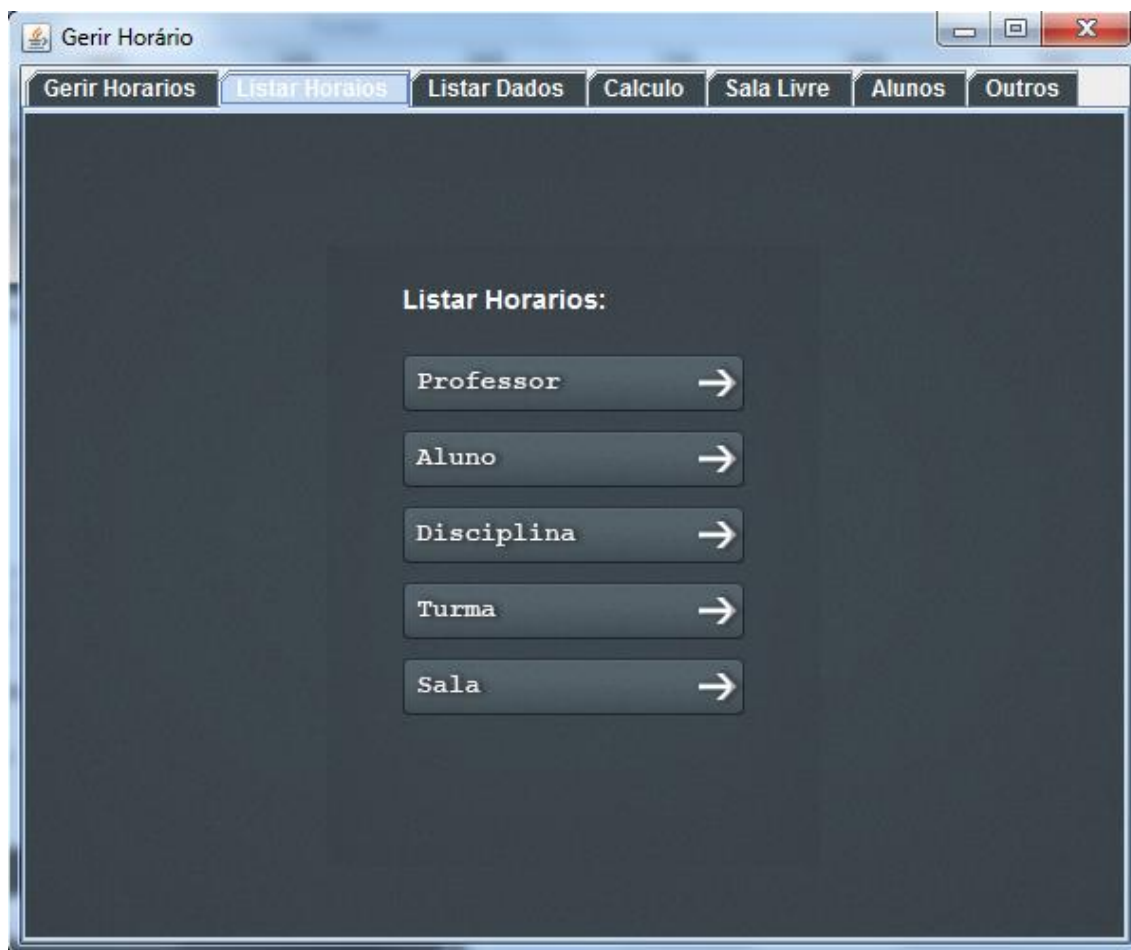 Gerir Horário
Gerir Horarios Listar Horaios Listar Dados Calculo Sala Livre Alunos Outros
Listar Horarios:
Professor
Aluno
Disciplina
Turma
Sala